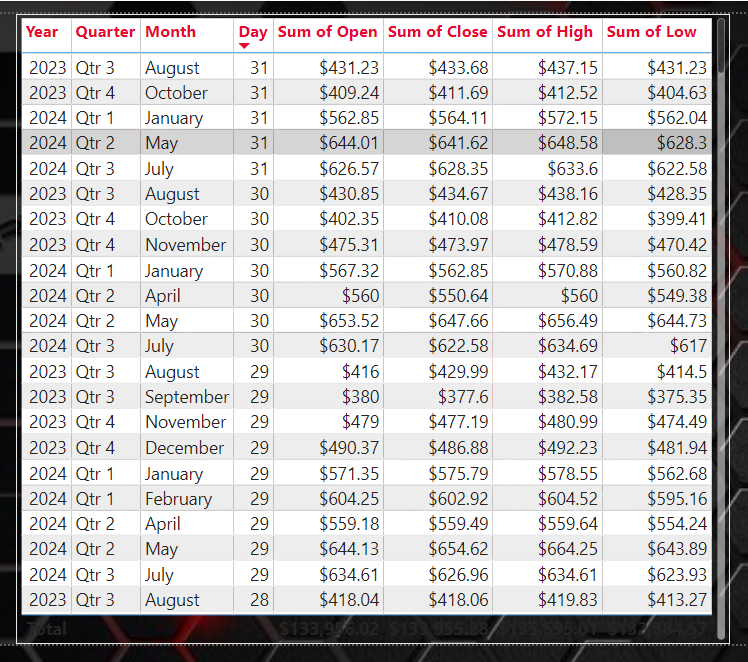 Year Quarter Month Day Sum of Open Sum of Close Sum of High Sum of Low
2023 Qtr 3 August 31 $431.23 $433.68 $437.15 $431.23
2023 Qtr 4 October 31 $409.24 $411.69 $412.52 $404.63
2024 Qtr 1 January 31 $562.85 $564.11 $572.15 $562.04
2024 Qtr 2 May 31 $644.01 $641.62 $648.58 $628.3
2024 Qtr 3 July 31 $626.57 $628.35 $633.6 $622.58
2023 Qtr 3 August 30 $430.85 $434.67 $438.16 $428.35
2023 Qtr 4 October 30 $402.35 $410.08 $412.82 $399.41
2023 Qtr 4 November 30 $475.31 $473.97 $478.59 $470.42
2024 Qtr 1 January 30 $567.32 $562.85 $570.88 $560.82
2024 Qtr 2 April 30 $560 $550.64 $560 $549.38
2024 Qtr 2 May 30 $653.52 $647.66 $656.49 $644.73
2024 Qtr 3 July 30 $630.17 $622.58 $634.69 $617
2023 Qtr 3 August 29 $416 $429.99 $432.17 $414.5
2023 Qtr 3 September 29 $380 $377.6 $382.58 $375.35
2023 Qtr 4 November 29 $479 $477.19 $480.99 $474.49
2023 Qtr 4 December 29 $490.37 $486.88 $492.23 $481.94
2024 Qtr 1 January 29 $571.35 $575.79 $578.55 $562.68
2024 Qtr 1 February 29 $604.25 $602.92 $604.52 $595.16
2024 Qtr 2 April 29 $559.18 $559.49 $559.64 $554.24
2024 Qtr 2 May 29 $644.13 $654.62 $664.25 $643.89
2024 Qtr 3 July 29 $634.61 $626.96 $634.61 $623.93
2023 Qtr 3 August 28 $418.04 $418.06 $419.83 $413.27
Total